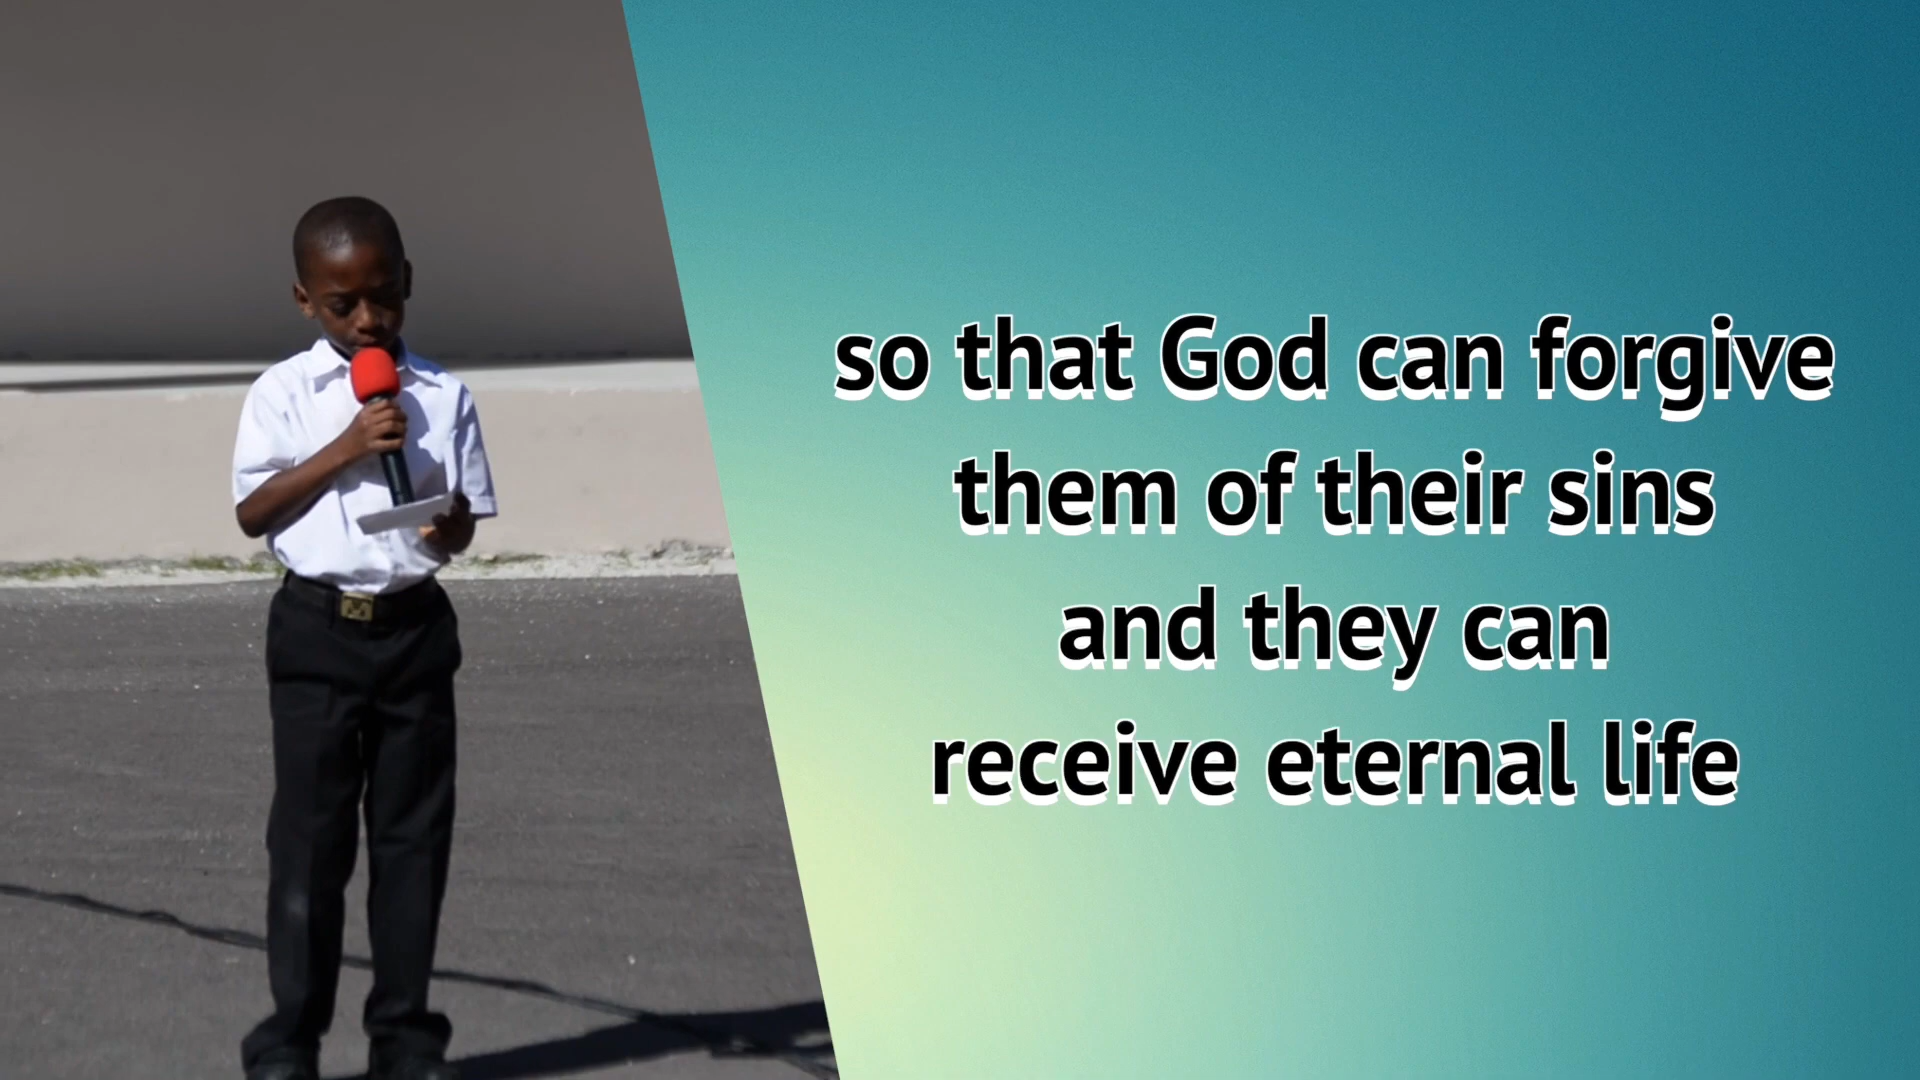 so that God can forgive
them of their sins
and they can
receive eternal life